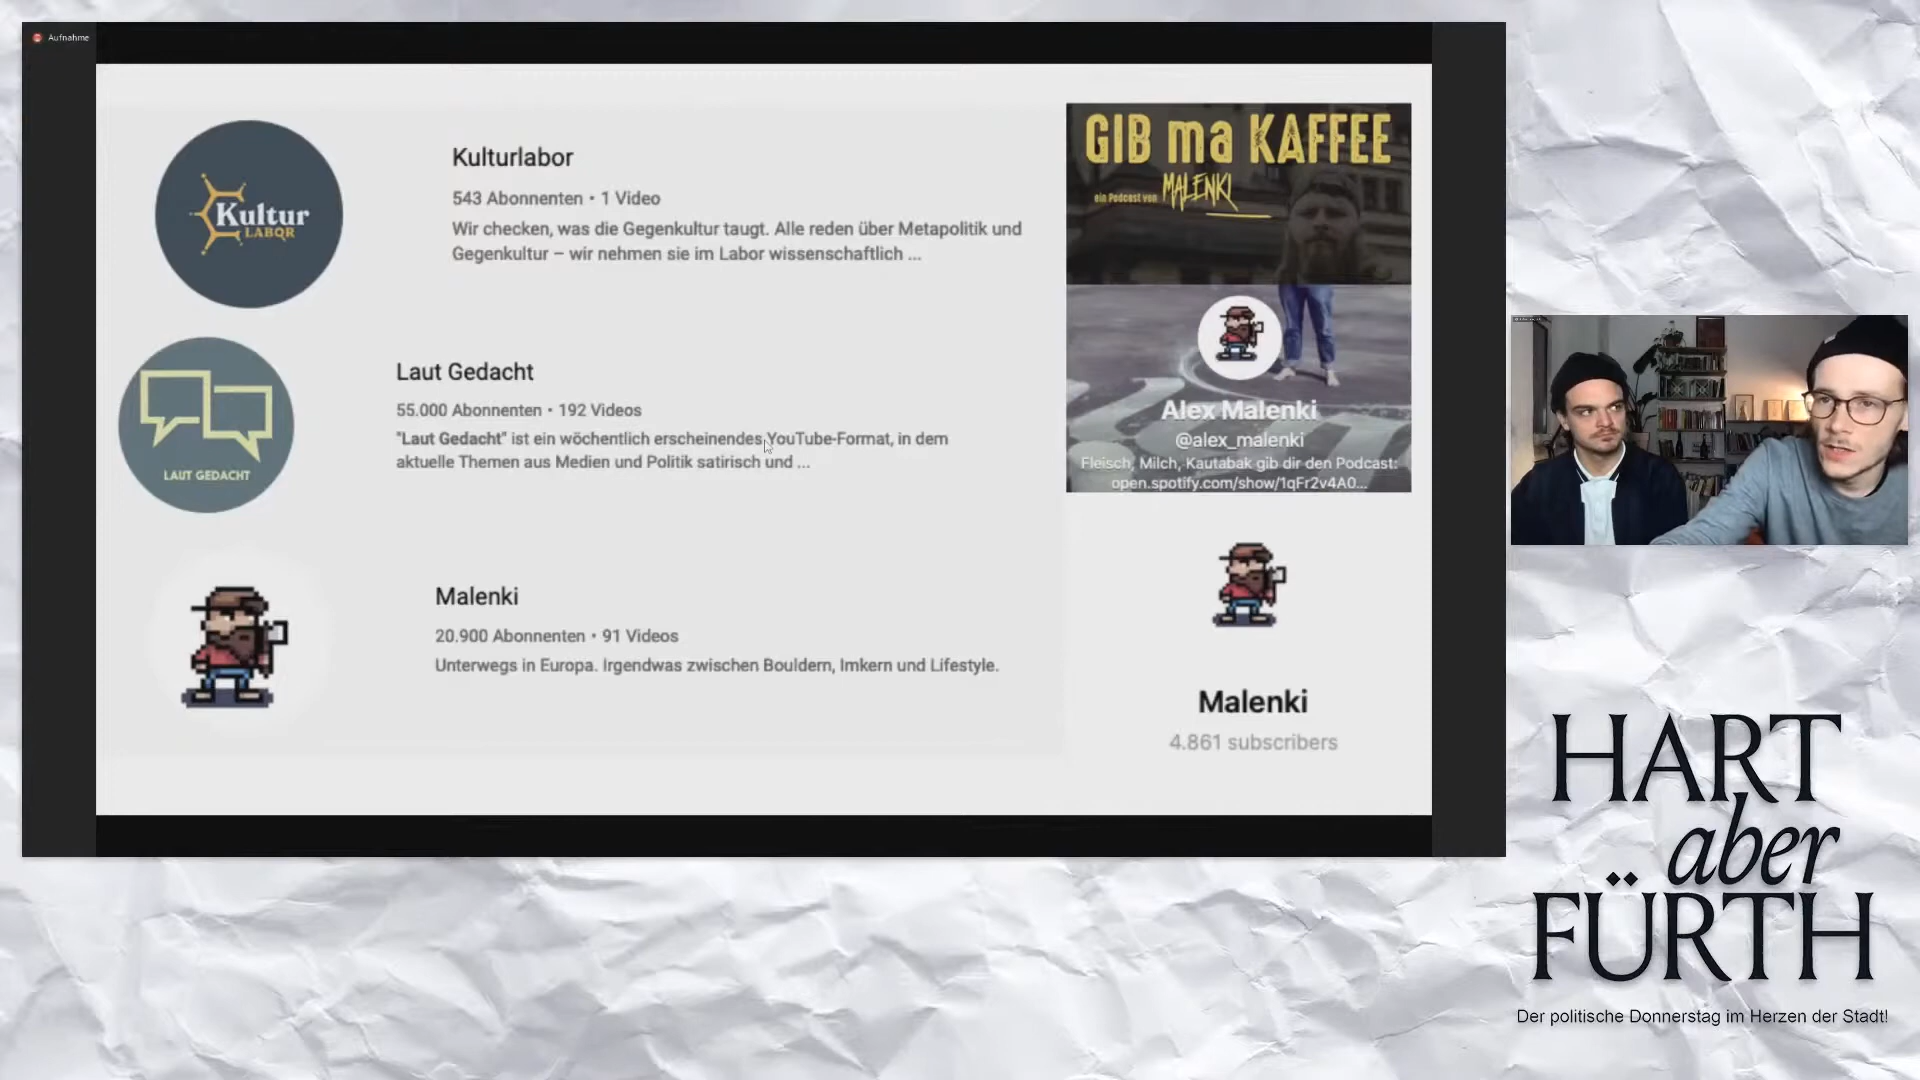 Aufnahme
Kultur
LABOR
Kulturlabor
543 Abonnenten • 1 Video
Wir checken, was die Gegenkultur taugt. Alle reden über Metapolitik und
Gegenkultur – wir nehmen sie im Labor wissenschaftlich ...
LAUT GEDACHT
Laut Gedacht
55.000 Abonnenten • 192 Videos
"Laut Gedacht" ist ein wöchentlich erscheinendes YouTube-Format, in dem
aktuelle Themen aus Medien und Politik satirisch und ...
Malenki
20.900 Abonnenten • 91 Videos
Unterwegs in Europa. Irgendwas zwischen Bouldern, Imkern und Lifestyle.
GIB ma KAFFEE
ein Podcast von MALENKI
Alex Malenki
@alex_malenki
Fleisch, Milch, Kautabak gib dir den Podcast:
open.spotify.com/show/1qFr2v4A0...
Malenki
4.861 subscribers
HART
aber
FÜRTH
Der politische Donnerstag im Herzen der Stadt!